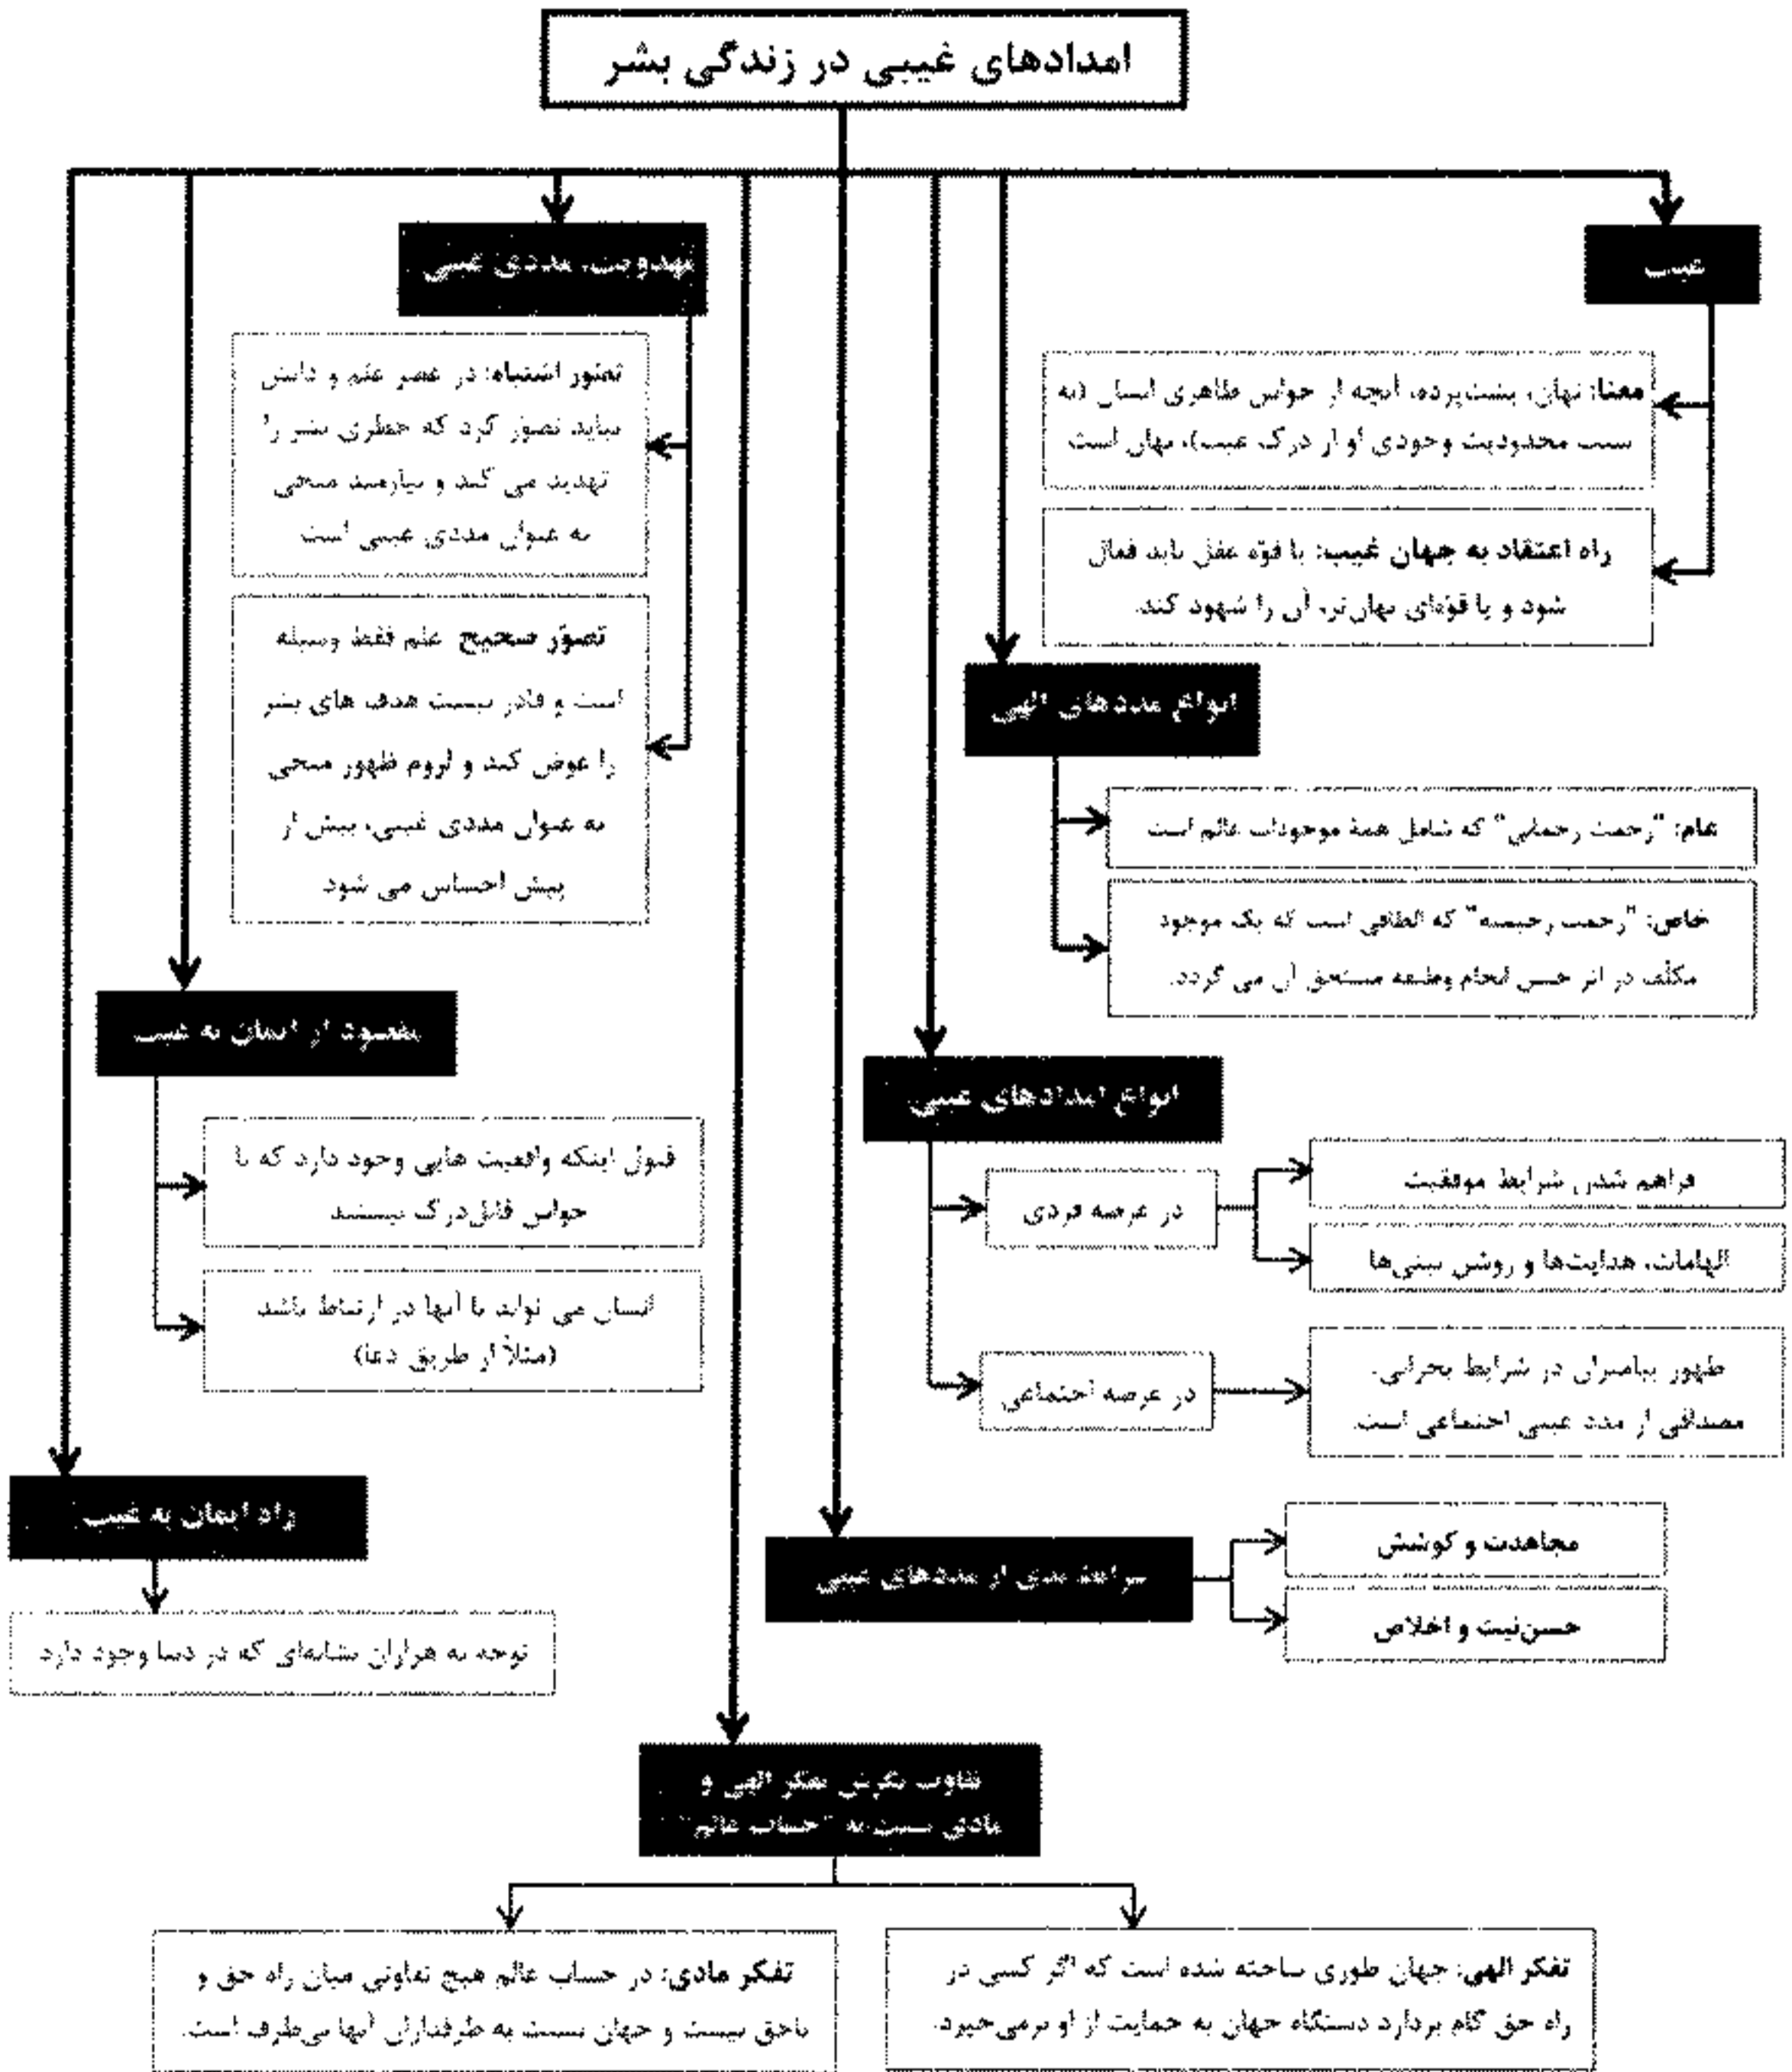 امدادهای غیبی در زندگی بشر
غیب
معنا: نهان، پشت‌پرده، آنچه از حواس ظاهری انسان (به
سبب محدودیت وجودی او از درک غیب)، نهان است
راه اعتقاد به جهان غیب: یا قوّه عقل باید فعال
شود و یا قوّه‌ای نهان‌تر، آن را شهود کند.
انواع مددهای الهی
عام: "رحمت رحمانی" که شامل همهٔ موجودات عالم است
خاص: "رحمت رحیمیه" که الطافی است که یک موجود
مکلّف در اثر حسن انجام وظیفه مستحق آن می گردد.
انواع امدادهای غیبی
در عرصه فردی
فراهم شدن شرایط موفقیت
الهامات، هدایت‌ها و روشن بینی‌ها
در عرصه اجتماعی
ظهور پیامبران در شرایط بحرانی،
مصداقی از مدد غیبی اجتماعی است.
شرایط مندی از مددهای غیبی
مجاهدت و کوشش
حسن‌نیت و اخلاص
تفاوت نگرش تفکر الهی و
مادی نسبت به "حساب عالم"
تفکر الهی: جهان طوری ساخته شده است که اگر کسی در
راه حق گام بردارد دستگاه جهان به حمایت از او برمی‌خیزد.
تفکر مادی: در حساب عالم هیچ تفاوتی میان راه حق و
ناحق نیست و جهان نسبت به طرفداران آنها بی‌طرف است.
مهدویت، مددی غیبی
تصور اشتباه: در عصر علم و دانش
نباید تصور کرد که خطری بشر را
تهدید می کند و نیازمند منجی
به عنوان مددی غیبی است
تصوّر صحیح علم فقط وسیله
است و قادر نیست هدف های بشر
را عوض کند و لزوم ظهور منجی
به عنوان مددی غیبی، بیش از
پیش احساس می شود
مقصود از ایمان به غیب
قبول اینکه واقعیت هایی وجود دارد که با
حواس قابل‌درک نیستند
انسان می تواند با آنها در ارتباط باشد
(مثلاً از طریق دعا)
راه ایمان به غیب
توجه به هزاران نشانه‌ای که در دنیا وجود دارد